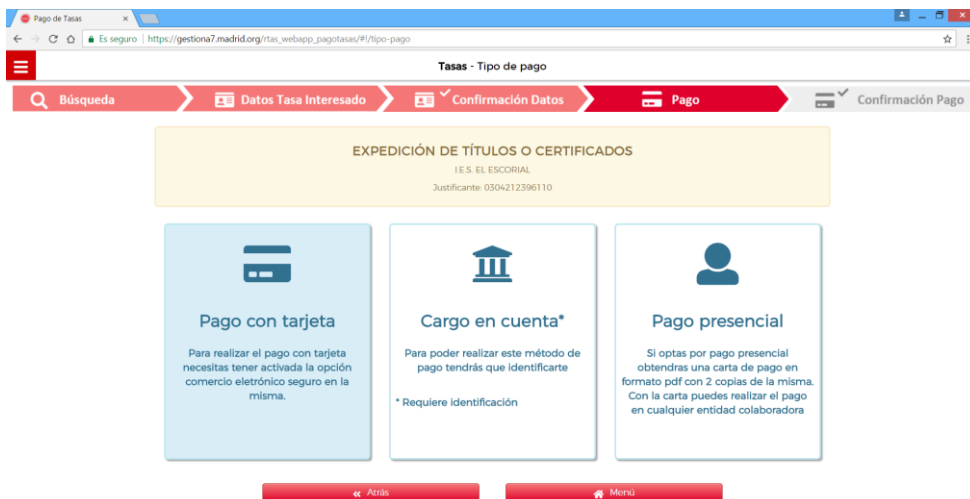 Pago de Tasas
Es seguro | https://gestiona7.madrid.org/rtas_webapp_pagotasas/#!/tipo-pago
Tasas - Tipo de pago
Búsqueda
Datos Tasa Interesado
Confirmación Datos
Pago
Confirmación Pago
EXPEDICIÓN DE TÍTULOS O CERTIFICADOS
I.E.S. EL ESCORIAL
Justificante: 0304212396110
Pago con tarjeta
Para realizar el pago con tarjeta
necesitas tener activada la opción
comercio eletrónico seguro en la
misma.
Cargo en cuenta*
Para poder realizar este método de
pago tendrás que identificarte
* Requiere identificación
Pago presencial
Si optas por pago presencial
obtendras una carta de pago en
formato pdf con 2 copias de la misma.
Con la carta puedes realizar el pago
en cualquier entidad colaboradora
« Atrás
Menú